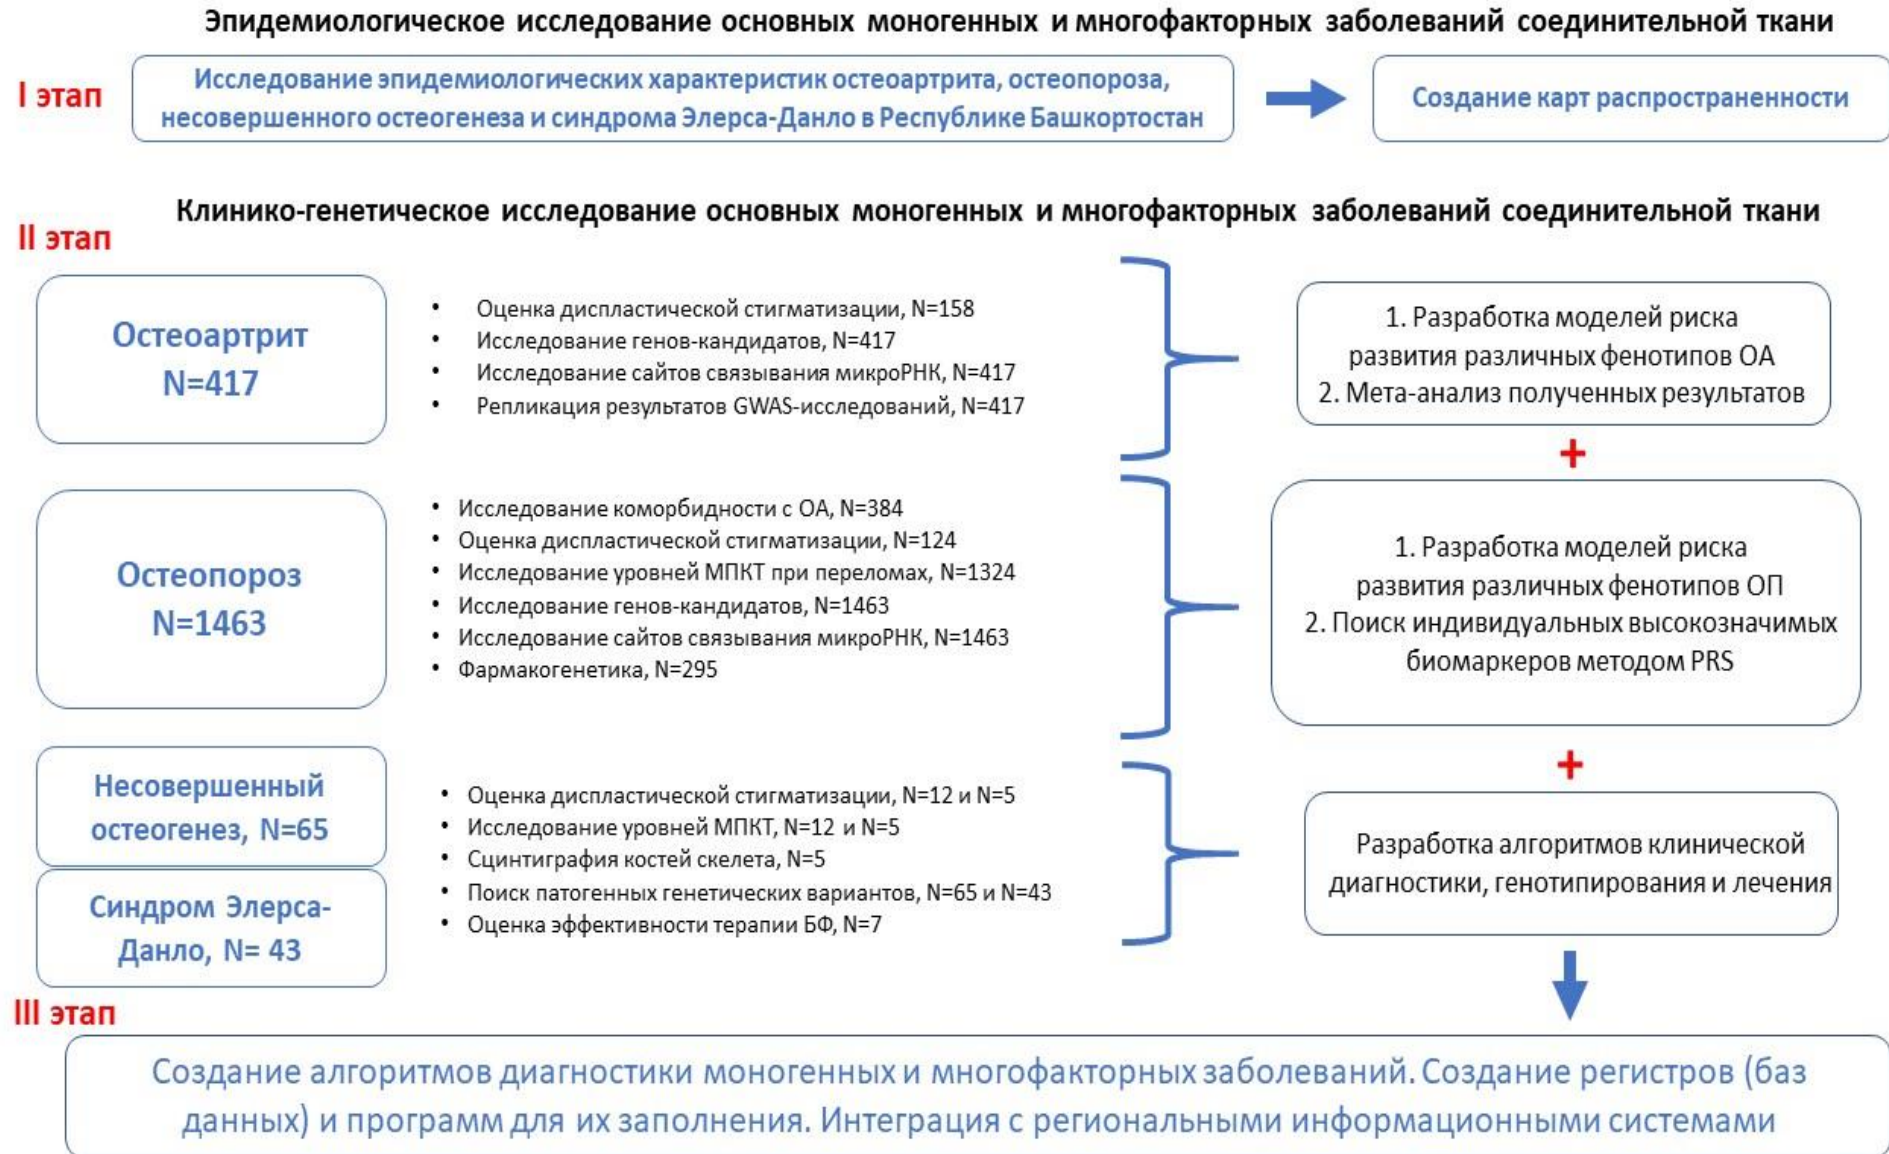 Эпидемиологическое исследование основных моногенных и многофакторных заболеваний соединительной ткани
I этап
Исследование эпидемиологических характеристик остеоартрита, остеопороза,
несовершенного остеогенеза и синдрома Элерса-Данло в Республике Башкортостан
Создание карт распространенности
Клинико-генетическое исследование основных моногенных и многофакторных заболеваний соединительной ткани
II этап
Остеоартрит
N=417
• Оценка диспластической стигматизации, N=158
• Исследование генов-кандидатов, N=417
• Исследование сайтов связывания микроРНК, N=417
• Репликация результатов GWAS-исследований, N=417
1. Разработка моделей риска
развития различных фенотипов ОА
2. Мета-анализ полученных результатов
+
Остеопороз
N=1463
• Исследование коморбидности с ОА, N=384
• Оценка диспластической стигматизации, N=124
• Исследование уровней МПКТ при переломах, N=1324
• Исследование генов-кандидатов, N=1463
• Исследование сайтов связывания микроРНК, N=1463
• Фармакогенетика, N=295
1. Разработка моделей риска
развития различных фенотипов ОП
2. Поиск индивидуальных высокозначимых
биомаркеров методом PRS
+
Несовершенный
остеогенез, N=65
Синдром Элерса-
Данло, N= 43
• Оценка диспластической стигматизации, N=12 и N=5
• Исследование уровней МПКТ, N=12 и N=5
• Сцинтиграфия костей скелета, N=5
• Поиск патогенных генетических вариантов, N=65 и N=43
• Оценка эффективности терапии БФ, N=7
Разработка алгоритмов клинической
диагностики, генотипирования и лечения
III этап
Создание алгоритмов диагностики моногенных и многофакторных заболеваний. Создание регистров (баз
данных) и программ для их заполнения. Интеграция с региональными информационными системами